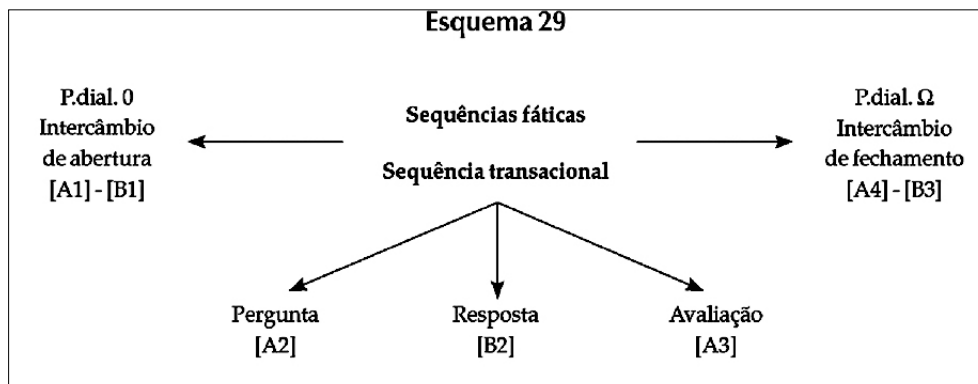 Esquema 29
P.dial. 0
Intercâmbio
de abertura
[A1] - [B1]
Sequências fáticas
Sequência transacional
P.dial. Ω
Intercâmbio
de fechamento
[A4] - [B3]
Pergunta
[A2]
Resposta
[B2]
Avaliação
[A3]